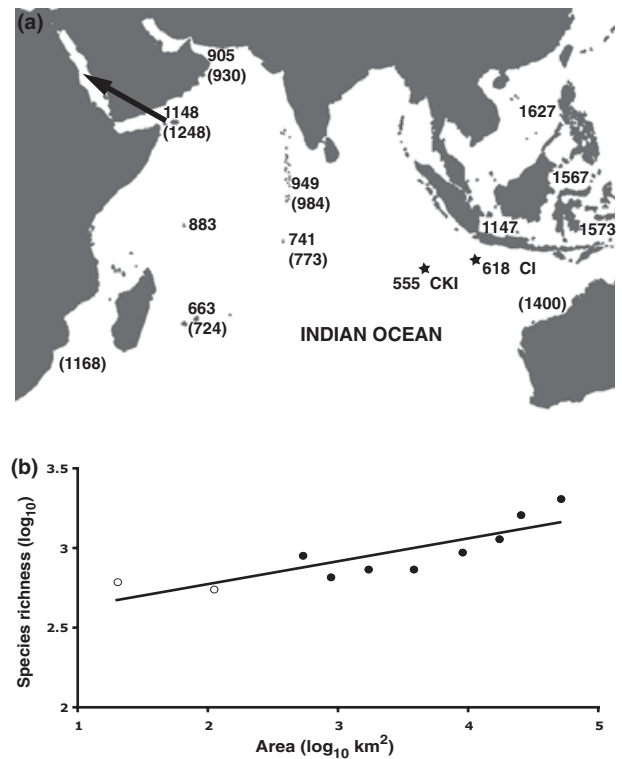 (a)
905
(930)
1148
(1248)
1627
949
(984)
1567
883
741
(773)
1147
1573
618 CI
555 CKI
663
(724)
(1400)
INDIAN OCEAN
(1168)
(b)
3.5
3
2.5
2
Species richness (log10)
1 2 3 4 5
Area (log10 km2)